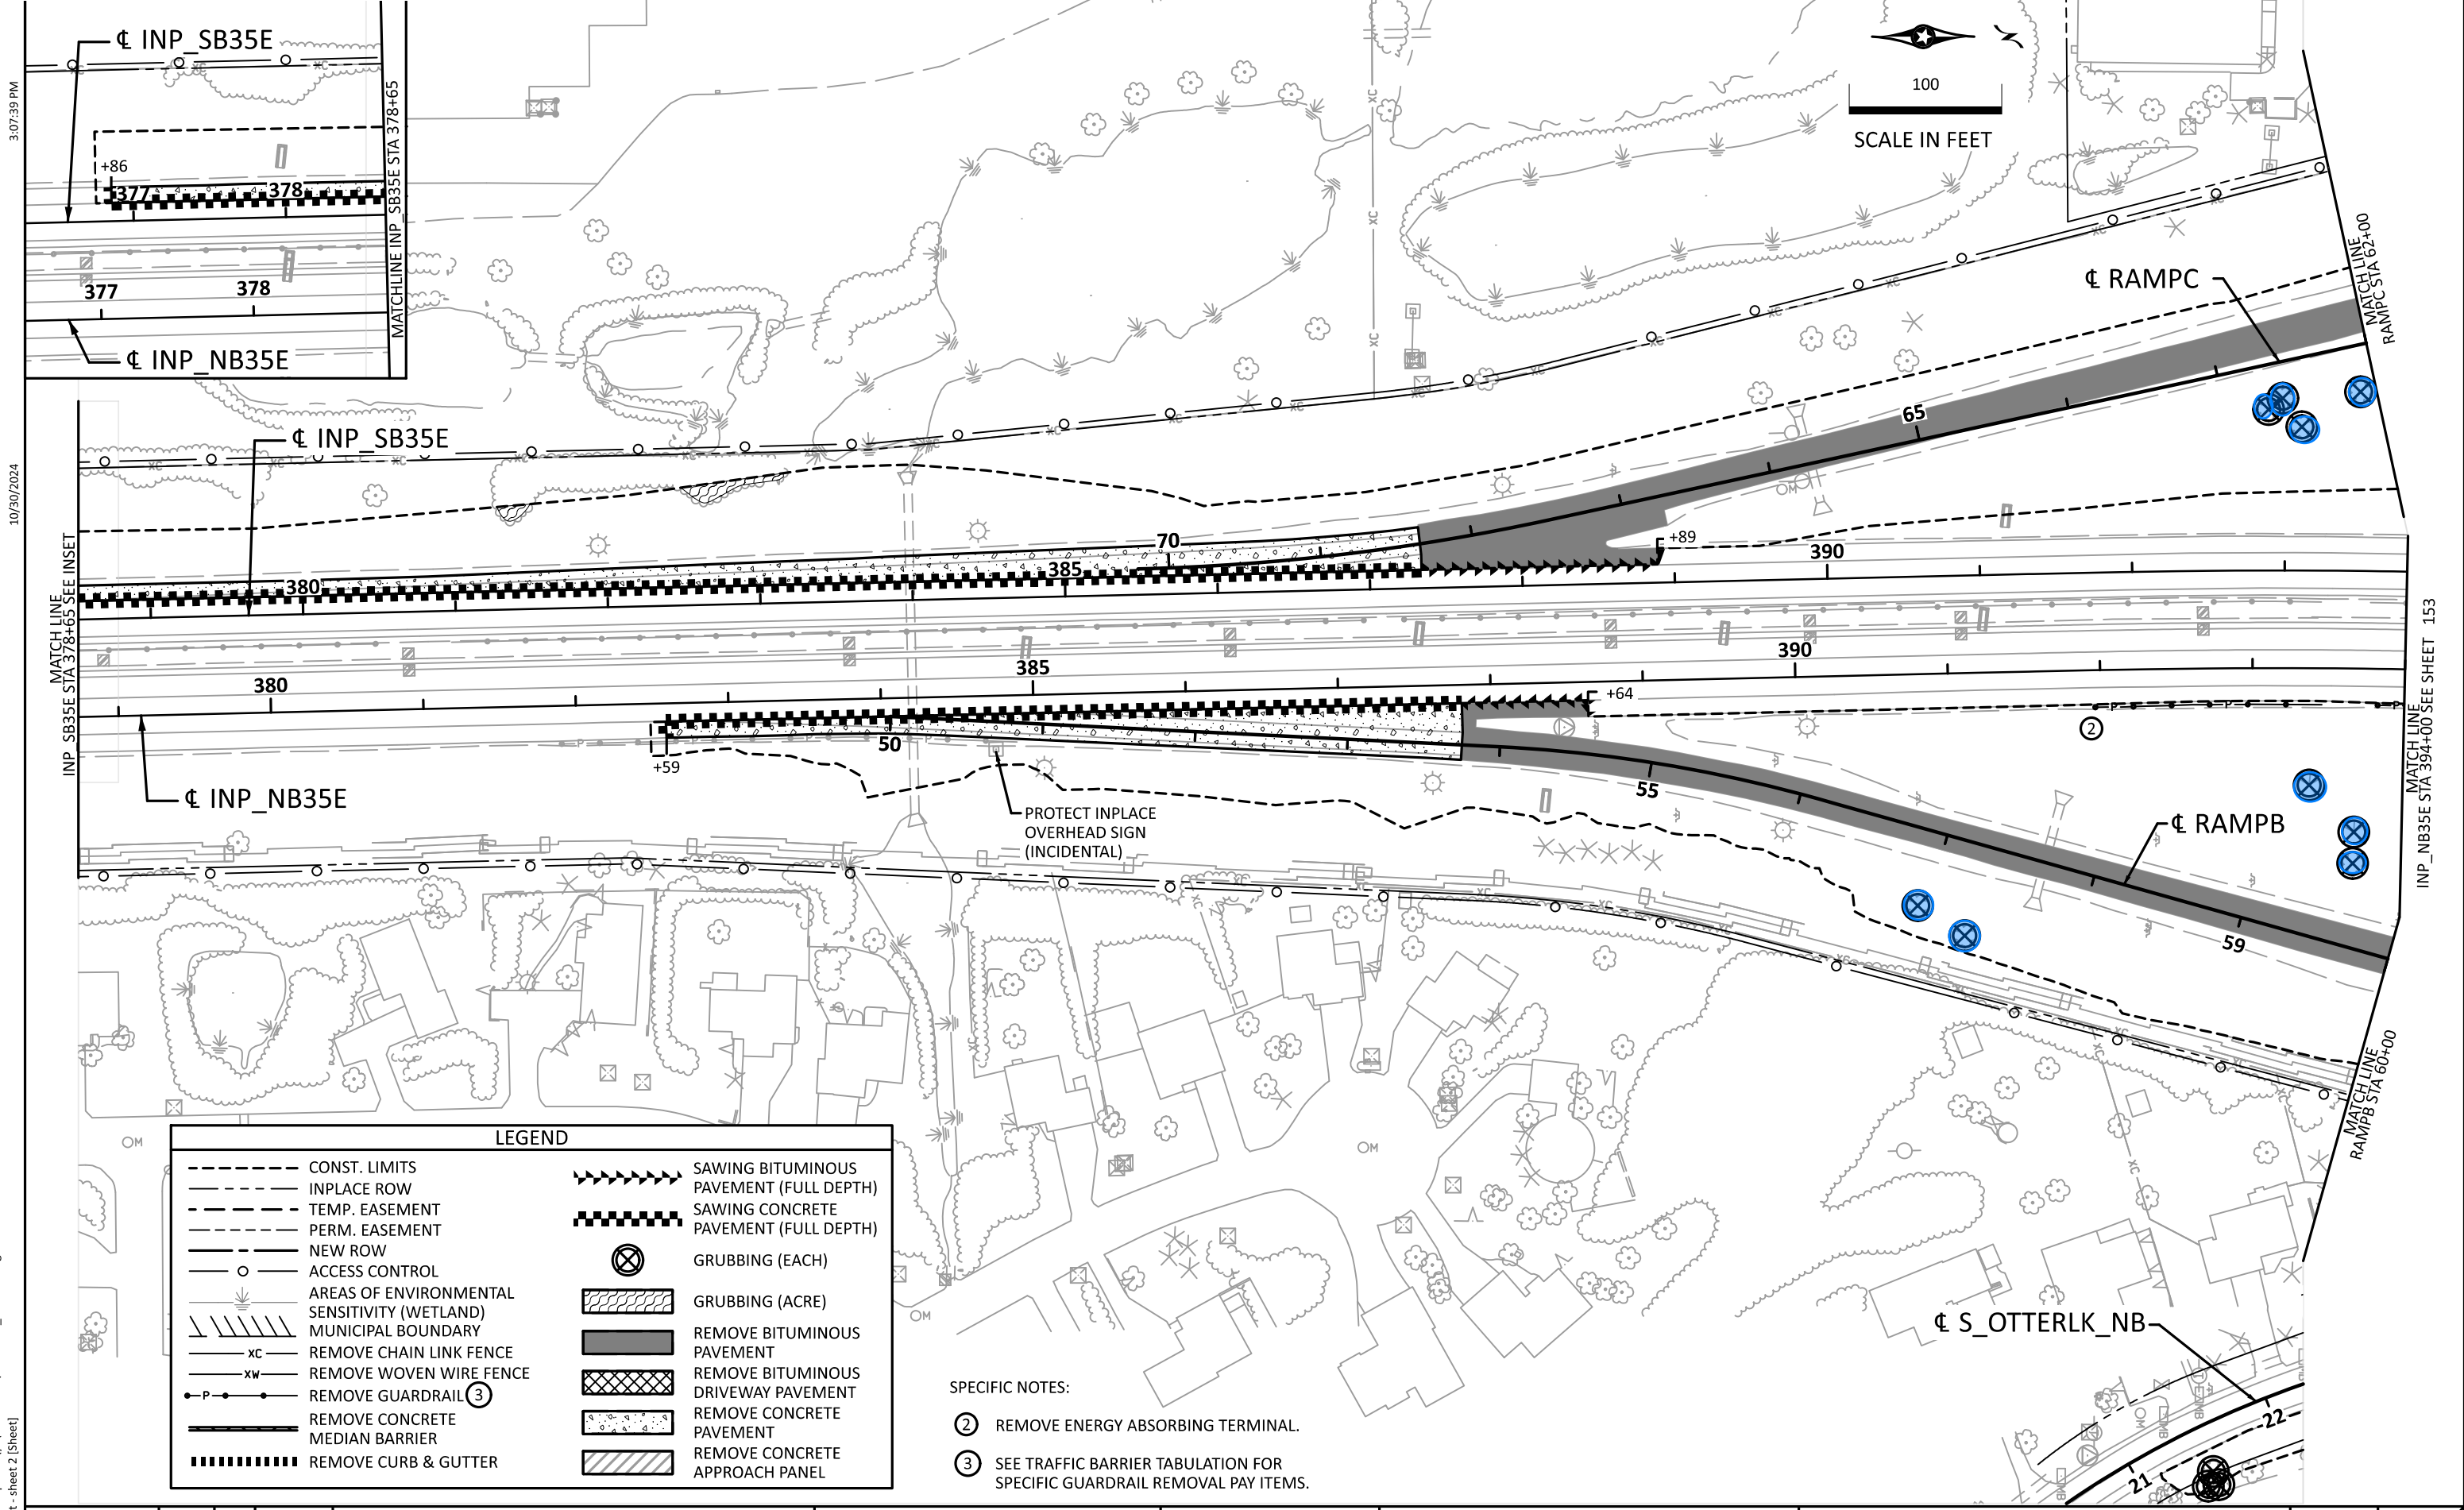 3:07:39 PM
10/30/2024
t - sheet 2 [Sheet]
℄ INP_SB35E
+86
377
378
377
378
℄ INP_NB35E
MATCHLINE INP_SB35E STA 378+65
100
SCALE IN FEET
℄ RAMPC
MATCH LINE
RAMPC STA 62+00
65
℄ INP_SB35E
70
+89
390
380
385
MATCH LINE
INP_SB35E STA 378+65 SEE INSET
380
385
390
+64
P
P
P
2
50
+59
55
℄ INP_NB35E
PROTECT INPLACE
OVERHEAD SIGN
(INCIDENTAL)
℄ RAMPB
59
MATCH LINE
INP_NB35E STA 394+00 SEE SHEET 153
MATCH LINE
RAMPB STA 60+00
LEGEND
CONST. LIMITS
INPLACE ROW
TEMP. EASEMENT
PERM. EASEMENT
NEW ROW
ACCESS CONTROL
AREAS OF ENVIRONMENTAL
SENSITIVITY (WETLAND)
MUNICIPAL BOUNDARY
XC REMOVE CHAIN LINK FENCE
XW REMOVE WOVEN WIRE FENCE
P REMOVE GUARDRAIL 3
REMOVE CONCRETE
MEDIAN BARRIER
REMOVE CURB & GUTTER
SAWING BITUMINOUS
PAVEMENT (FULL DEPTH)
SAWING CONCRETE
PAVEMENT (FULL DEPTH)
GRUBBING (EACH)
GRUBBING (ACRE)
REMOVE BITUMINOUS
PAVEMENT
REMOVE BITUMINOUS
DRIVEWAY PAVEMENT
REMOVE CONCRETE
PAVEMENT
REMOVE CONCRETE
APPROACH PANEL
SPECIFIC NOTES:
2 REMOVE ENERGY ABSORBING TERMINAL.
3 SEE TRAFFIC BARRIER TABULATION FOR
SPECIFIC GUARDRAIL REMOVAL PAY ITEMS.
℄ S_OTTERLK_NB
22
21